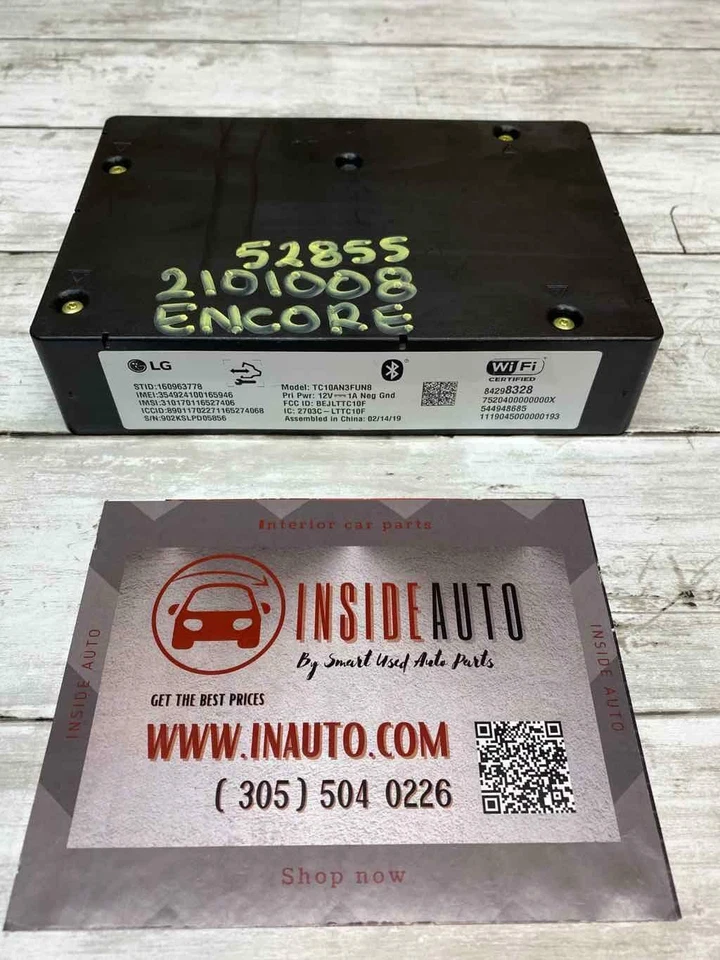 52855
2101008
ENCORE
LG
STID:160963778
IMEI:354924100165946
IMSI:310170116527406
ICCID:89011702271165274068
S/N:902KSLPD05856
Model: TC10AN3FUN8
Pri Pwr: 12V⎓1A Neg Gnd
FCC ID: BEJLTTC10F
IC: 2703C-LTTC10F
Assembled in China: 02/14/19
Wi Fi
CERTIFIED
84298328
7520400000000X
544948685
1119045000000193
Interior car parts
INSIDE AUTO
INSIDEAUTO
By Smart Used Auto Parts
GET THE BEST PRICES
WWW.INAUTO.COM
(305) 504 0226
INSIDE AUTO
Shop now